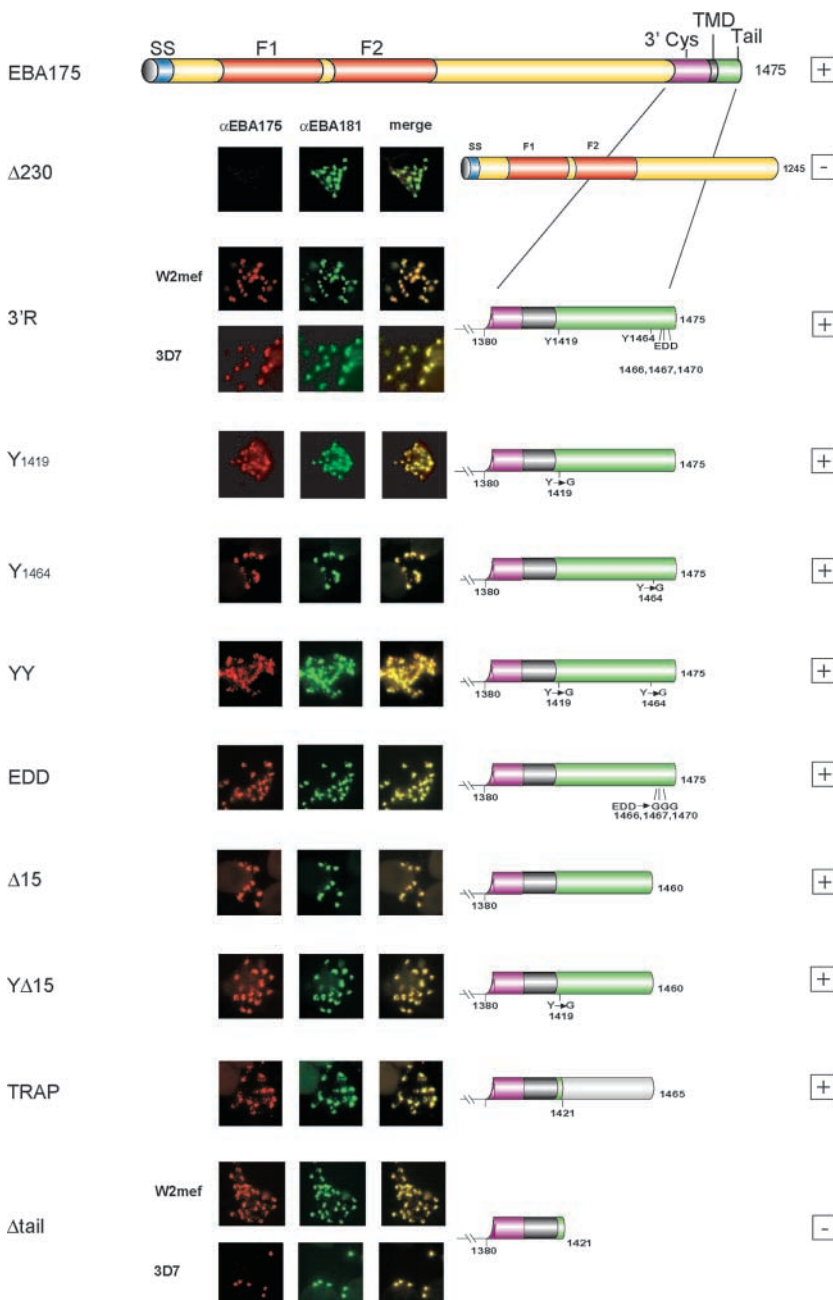 SS F1 F2 3' Cys TMD Tail
EBA175 1475 +
αEBA175 αEBA181 merge
Δ230 SS F1 F2 1245 -
W2mef
3'R 1380 Y1419 Y1464 EDD 1475 +
1466,1467,1470
3D7
Y1419 1380 Y→G 1419 1475 +
Y1464 1380 Y→G 1464 1475 +
YY 1380 Y→G 1419 Y→G 1464 1475 +
EDD 1380 EDD→GGG 1475 +
1466,1467,1470
Δ15 1380 1460 +
YΔ15 1380 Y→G 1419 1460 +
TRAP 1380 1421 1465 +
W2mef
Δtail 1380 1421 -
3D7